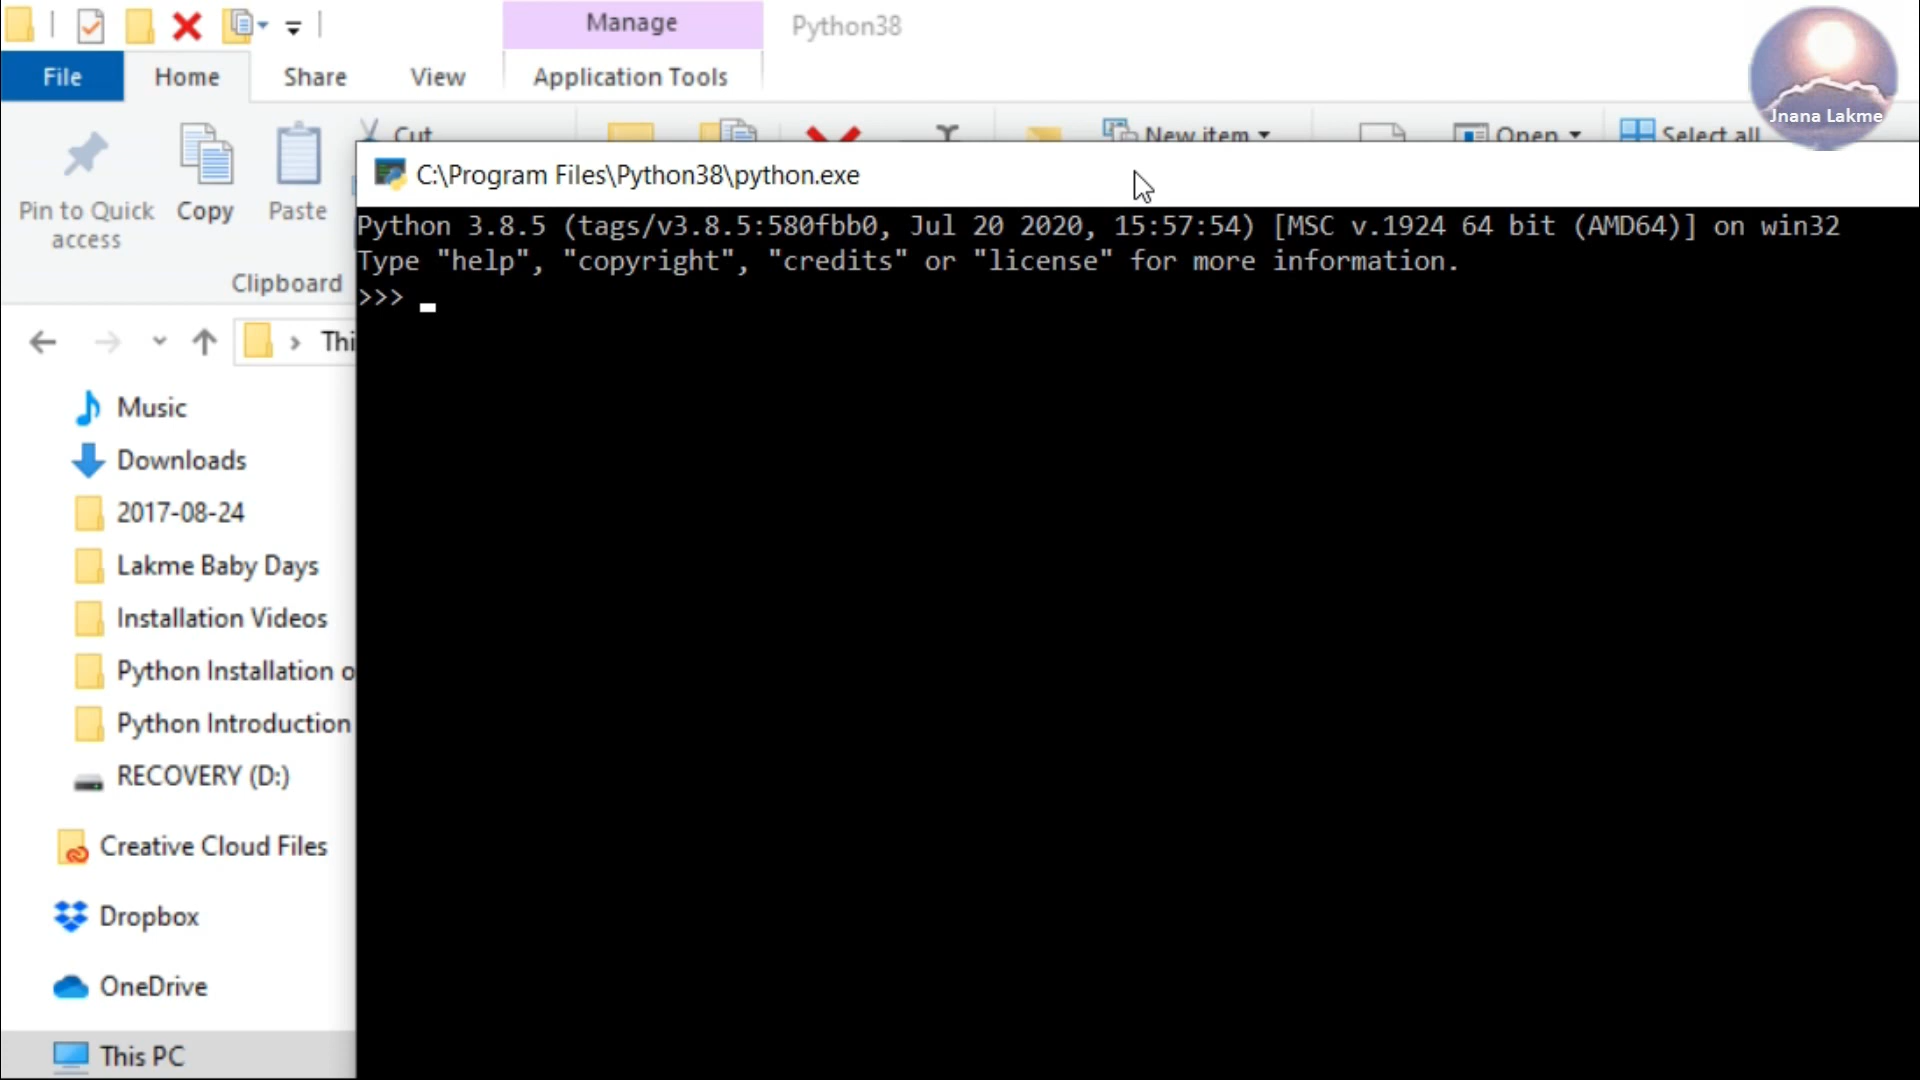 Manage
Python38
File
Home
Share
View
Application Tools
Jnana Lakme
Cut
New item
Open
Select all
Pin to Quick access
Copy
Paste
Clipboard
C:\Program Files\Python38\python.exe
Python 3.8.5 (tags/v3.8.5:580fbb0, Jul 20 2020, 15:57:54) [MSC v.1924 64 bit (AMD64)] on win32
Type "help", "copyright", "credits" or "license" for more information.
>>>
Thi
Music
Downloads
2017-08-24
Lakme Baby Days
Installation Videos
Python Installation o
Python Introduction
RECOVERY (D:)
Creative Cloud Files
Dropbox
OneDrive
This PC